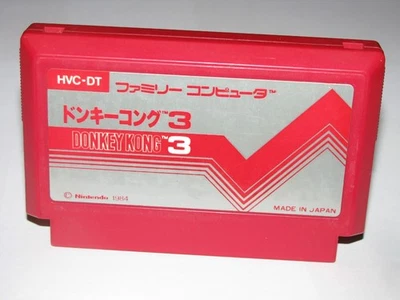 HVC-DT ファミリー コンピュータ™
ドンキーコング™3
DONKEY KONG™3
© Nintendo 1984
MADE IN JAPAN